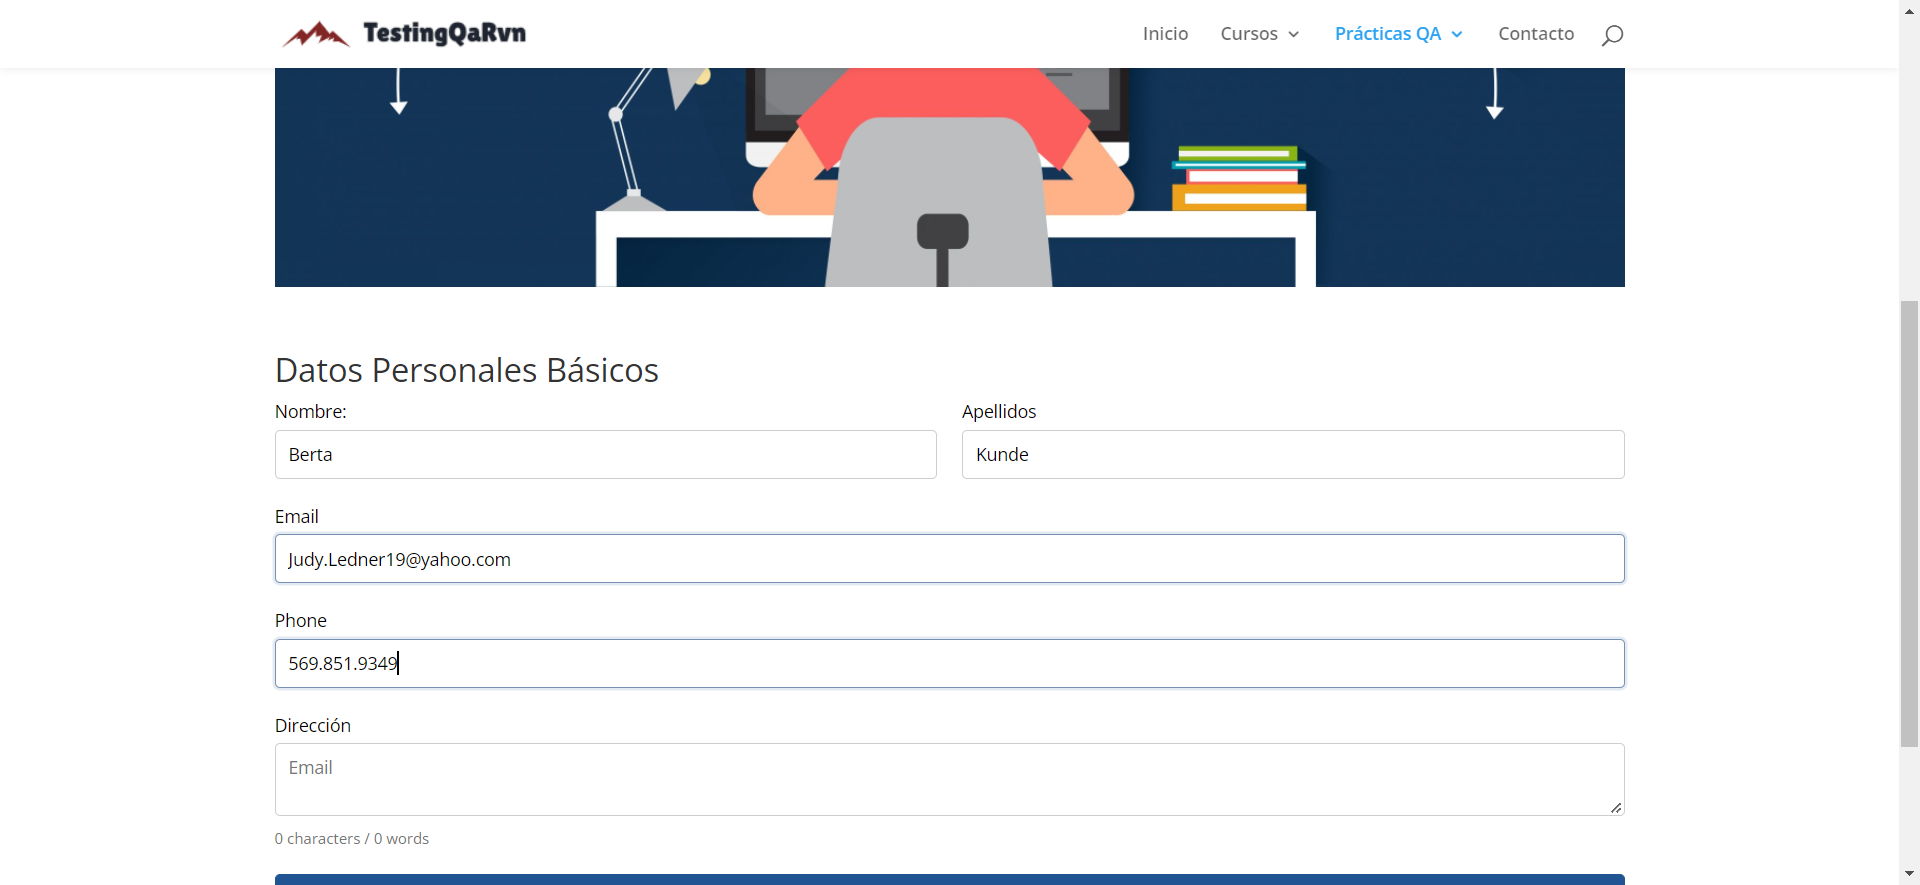 TestingQaRvn
Inicio
Cursos
Prácticas QA
Contacto
Datos Personales Básicos
Nombre:
Apellidos
Berta
Kunde
Email
Judy.Ledner19@yahoo.com
Phone
569.851.9349
Dirección
Email
0 characters / 0 words